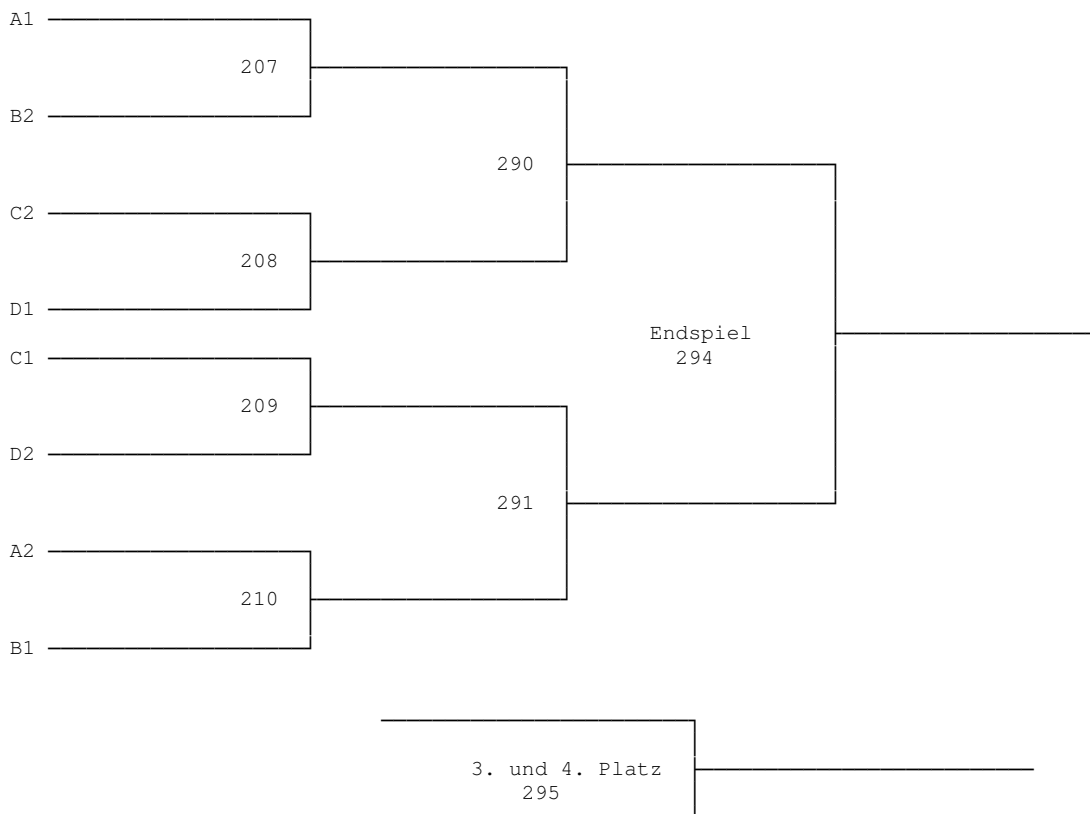 A1
207
B2
290
C2
208
D1
Endspiel
294
C1
209
D2
291
A2
210
B1
3. und 4. Platz
295